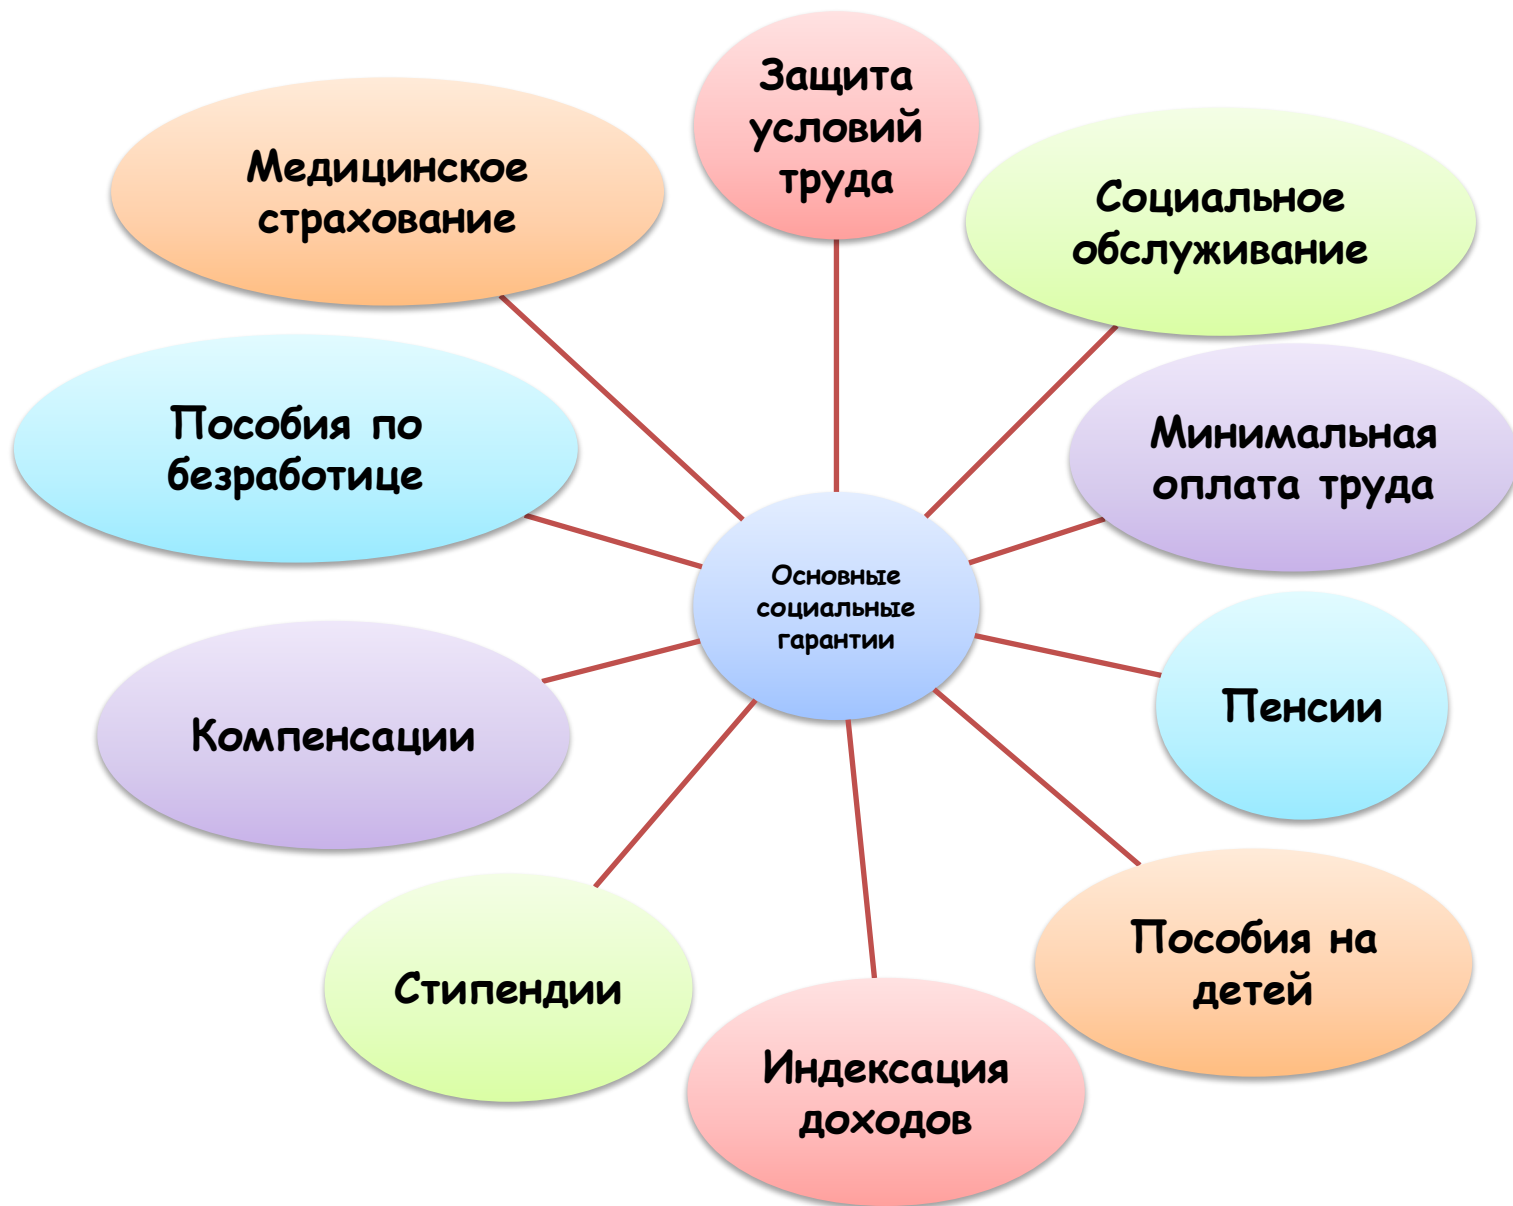 Защита
условий
труда
Медицинское
страхование
Социальное
обслуживание
Пособия по
безработице
Минимальная
оплата труда
Основные
социальные
гарантии
Компенсации
Пенсии
Стипендии
Пособия на
детей
Индексация
доходов